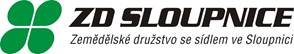 ZD SLOUPNICE
Zemědělské družstvo se sídlem ve Sloupnici